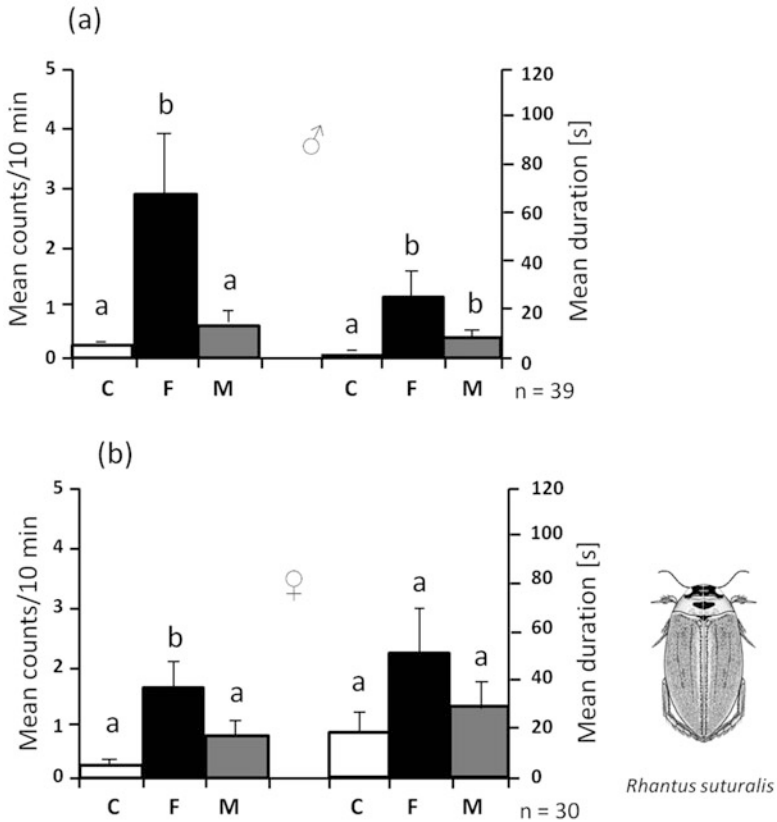 (a)
Mean counts/10 min
5
4
3
2
1
0
a
b
a
♂
a
b
b
120
100
80
60
40
20
0
Mean duration [s]
C F M C F M n = 39
(b)
Mean counts/10 min
5
4
3
2
1
0
a
b
a
♀
a
a
a
120
100
80
60
40
20
0
Mean duration [s]
C F M C F M n = 30
Rhantus suturalis